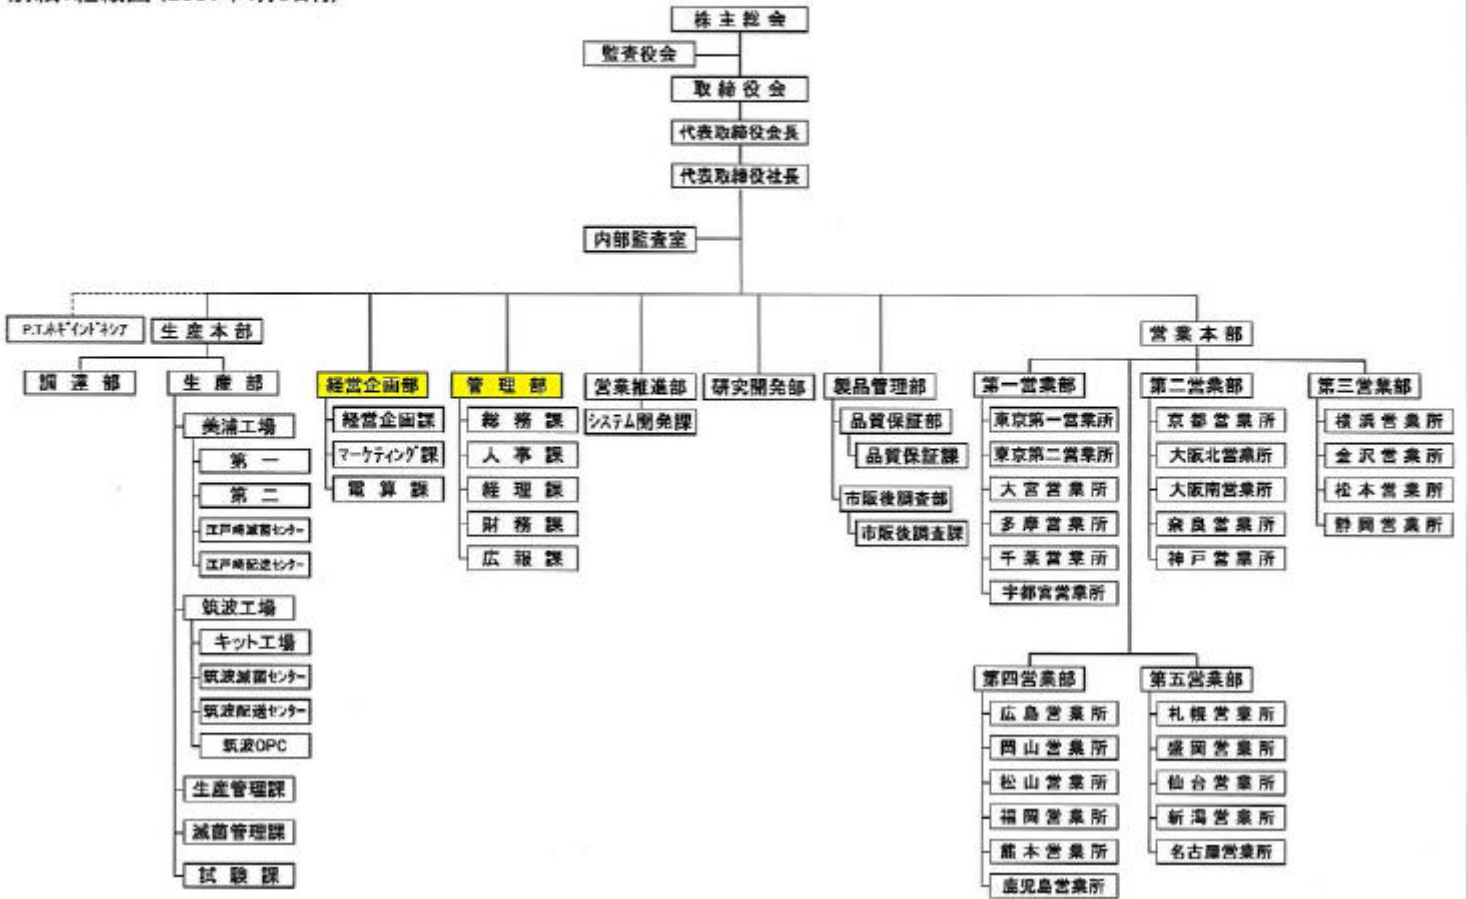 株主総会
監査役会
取締役会
代表取締役会長
代表取締役社長
内部監査室
P.T.ホギインドネシア
生産本部
営業本部
調達部
生産部
経営企画部
管理部
営業推進部
研究開発部
製品管理部
第一営業部
第二営業部
第三営業部
美浦工場
第一
第二
江戸崎滅菌センター
江戸崎配送センター
筑波工場
キット工場
筑波滅菌センター
筑波配送センター
筑波OPC
生産管理課
滅菌管理課
試験課
経営企画課
マーケティング課
電算課
総務課
人事課
経理課
財務課
広報課
システム開発課
品質保証部
品質保証課
市販後調査部
市販後調査課
東京第一営業所
東京第二営業所
大宮営業所
多摩営業所
千葉営業所
宇都宮営業所
京都営業所
大阪北営業所
大阪南営業所
奈良営業所
神戸営業所
横浜営業所
金沢営業所
松本営業所
静岡営業所
第四営業部
第五営業部
広島営業所
岡山営業所
松山営業所
福岡営業所
熊本営業所
鹿児島営業所
札幌営業所
盛岡営業所
仙台営業所
新潟営業所
名古屋営業所